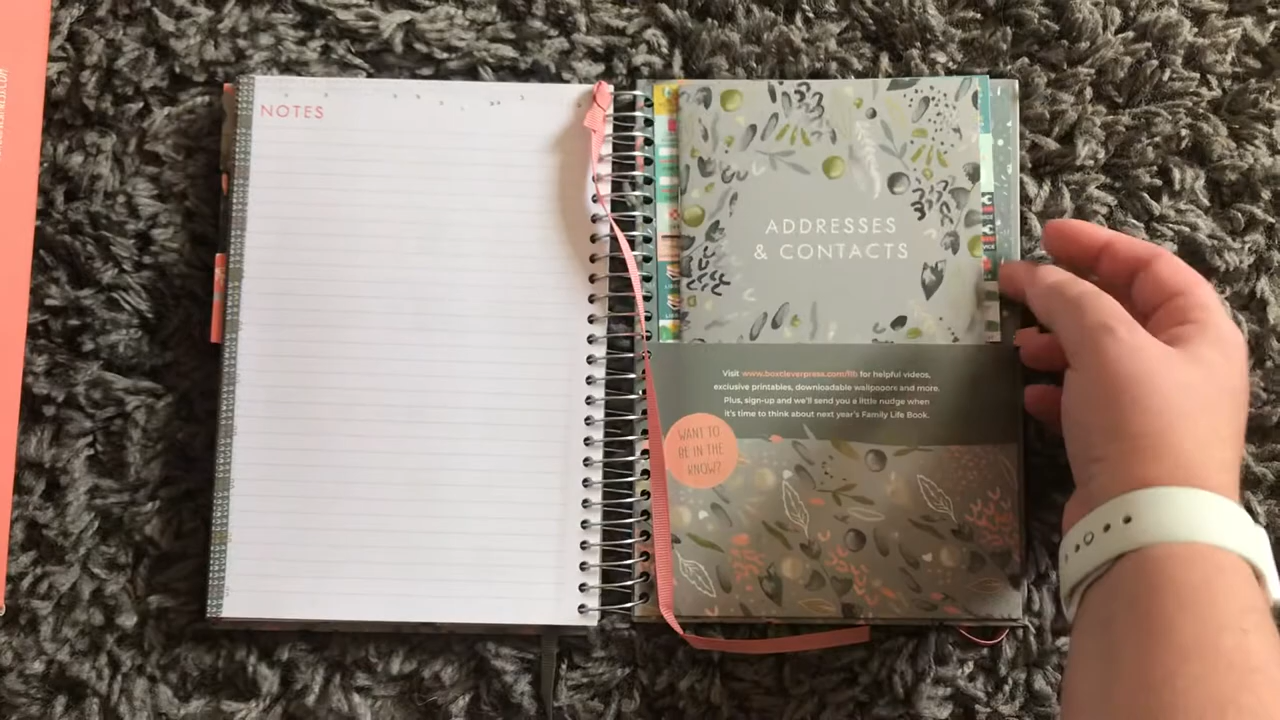 NOTES
ADDRESSES
& CONTACTS
Visit www.boxcleverpress.com/flb for helpful videos,
exclusive printables, downloadable wallpapers and more.
Plus, sign-up and we'll send you a little nudge when
it's time to think about next year's Family Life Book.
WANT TO
BE IN THE
KNOW?